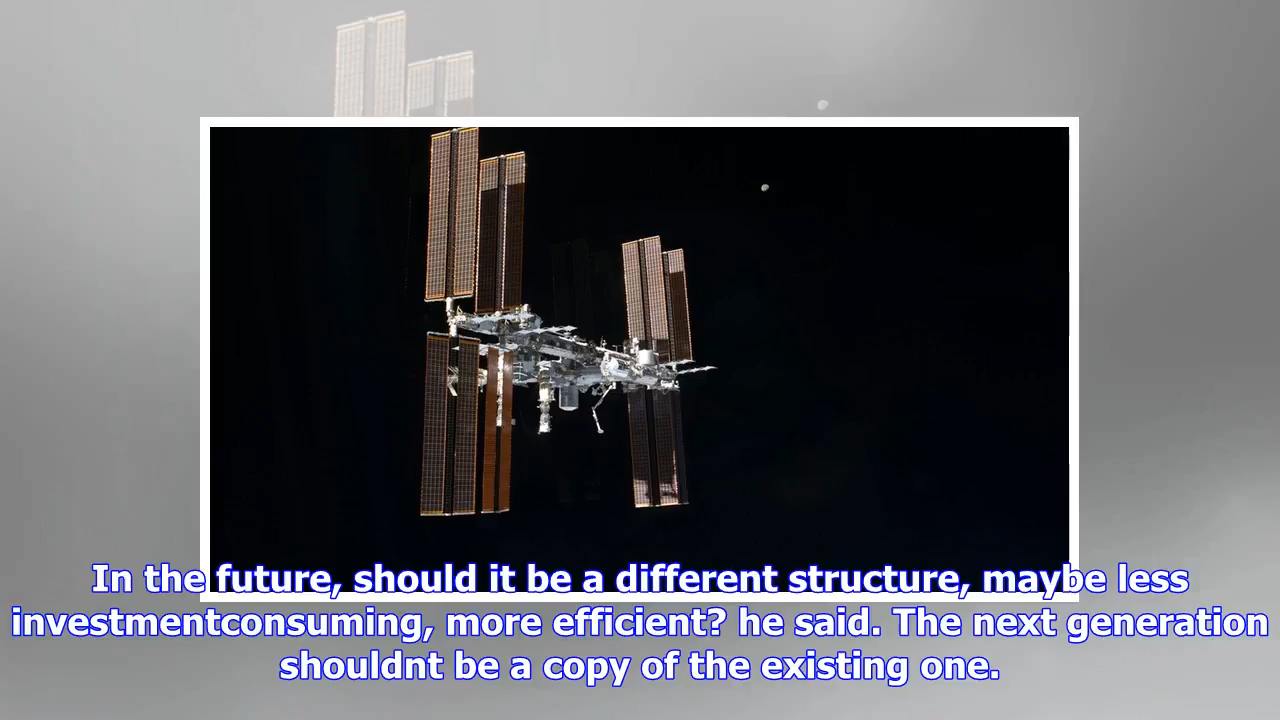 In the future, should it be a different structure, maybe less
investmentconsuming, more efficient? he said. The next generation
shouldnt be a copy of the existing one.